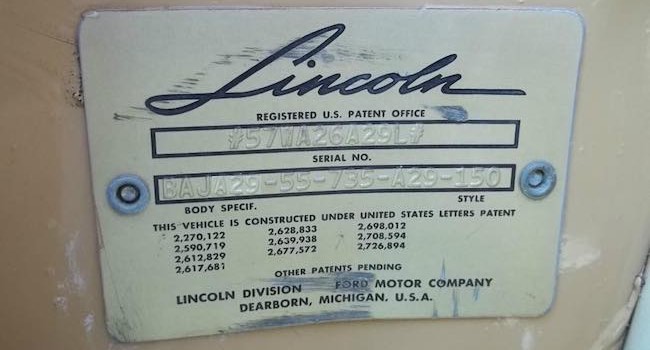 Lincoln
REGISTERED U.S. PATENT OFFICE
#57WA26A29L#
SERIAL NO.
BAJA29-55-735-A29-150
BODY SPECIF. STYLE
THIS VEHICLE IS CONSTRUCTED UNDER UNITED STATES LETTERS PATENT
2,270,122 2,628,833 2,698,012
2,590,719 2,639,938 2,708,594
2,612,829 2,677,572 2,726,894
2,617,681
OTHER PATENTS PENDING
LINCOLN DIVISION FORD MOTOR COMPANY
DEARBORN, MICHIGAN, U.S.A.